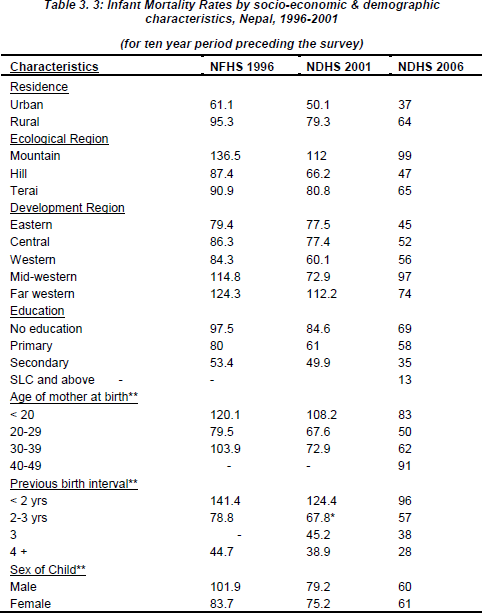 Table 3. 3: Infant Mortality Rates by socio-economic & demographic
characteristics, Nepal, 1996-2001
(for ten year period preceding the survey)
Characteristics NFHS 1996 NDHS 2001 NDHS 2006
Residence
Urban 61.1 50.1 37
Rural 95.3 79.3 64
Ecological Region
Mountain 136.5 112 99
Hill 87.4 66.2 47
Terai 90.9 80.8 65
Development Region
Eastern 79.4 77.5 45
Central 86.3 77.4 52
Western 84.3 60.1 56
Mid-western 114.8 72.9 97
Far western 124.3 112.2 74
Education
No education 97.5 84.6 69
Primary 80 61 58
Secondary 53.4 49.9 35
SLC and above - - 13
Age of mother at birth**
< 20 120.1 108.2 83
20-29 79.5 67.6 50
30-39 103.9 72.9 62
40-49 - - 91
Previous birth interval**
< 2 yrs 141.4 124.4 96
2-3 yrs 78.8 67.8* 57
3 - 45.2 38
4 + 44.7 38.9 28
Sex of Child**
Male 101.9 79.2 60
Female 83.7 75.2 61